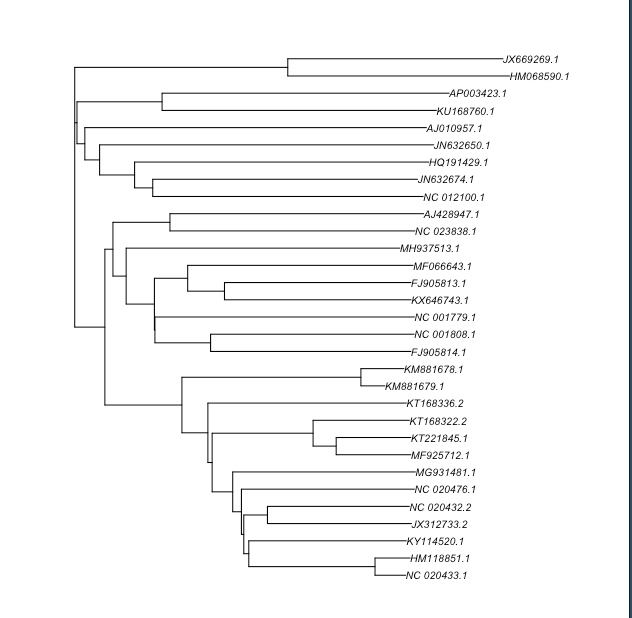 JX669269.1
HM068590.1
AP003423.1
KU168760.1
AJ010957.1
JN632650.1
HQ191429.1
JN632674.1
NC 012100.1
AJ428947.1
NC 023838.1
MH937513.1
MF066643.1
FJ905813.1
KX646743.1
NC 001779.1
NC 001808.1
FJ905814.1
KM881678.1
KM881679.1
KT168336.2
KT168322.2
KT221845.1
MF925712.1
MG931481.1
NC 020476.1
NC 020432.2
JX312733.2
KY114520.1
HM118851.1
NC 020433.1